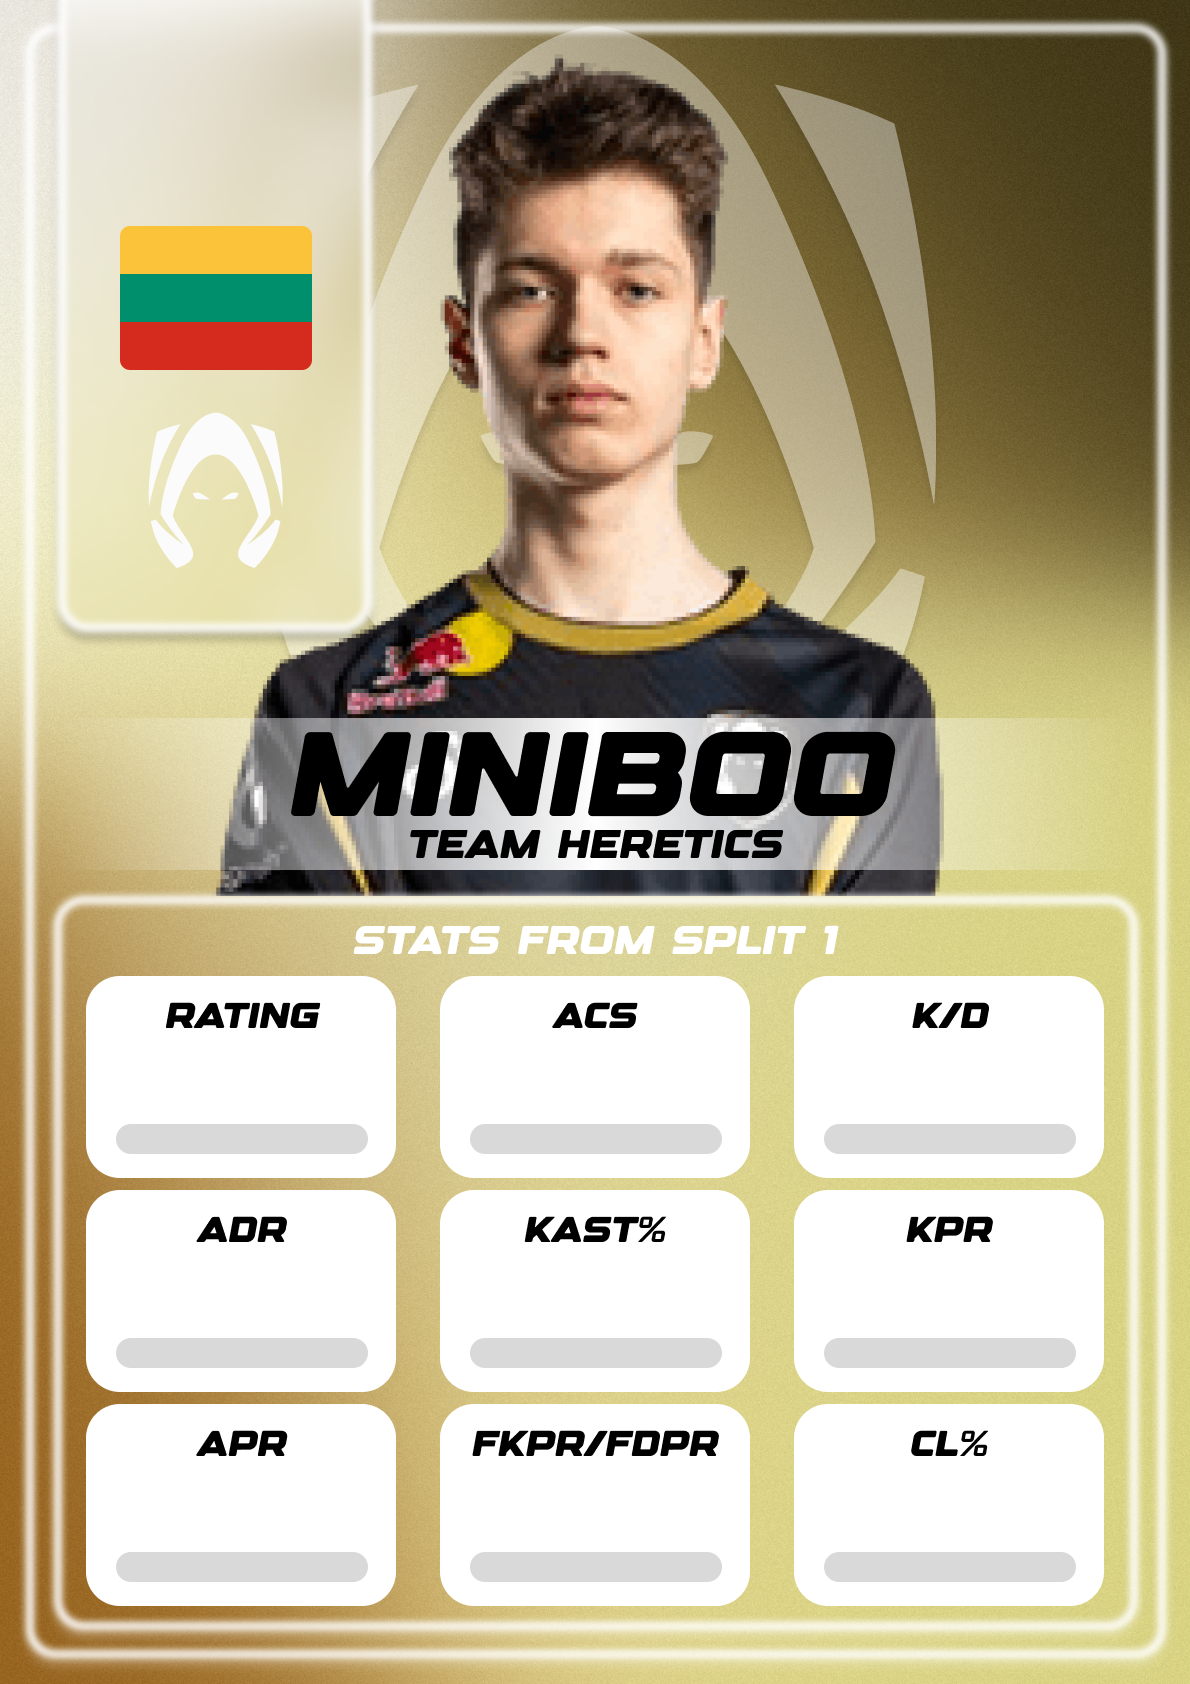 MINIBOO
TEAM HERETICS
STATS FROM SPLIT 1
RATING
ACS
K/D
ADR
KAST%
KPR
APR
FKPR/FDPR
CL%